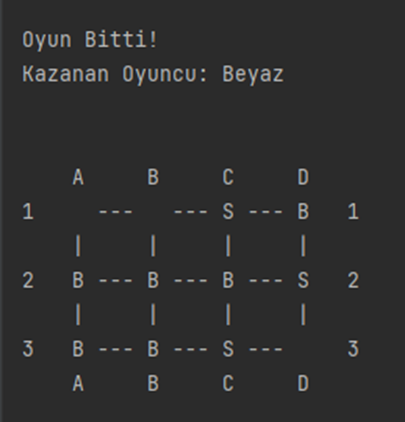 Oyun Bitti!
Kazanan Oyuncu: Beyaz
    A     B     C     D
1     ---   --- S --- B   1
    |     |     |     |
2   B --- B --- B --- S   2
    |     |     |     |
3   B --- B --- S ---     3
    A     B     C     D